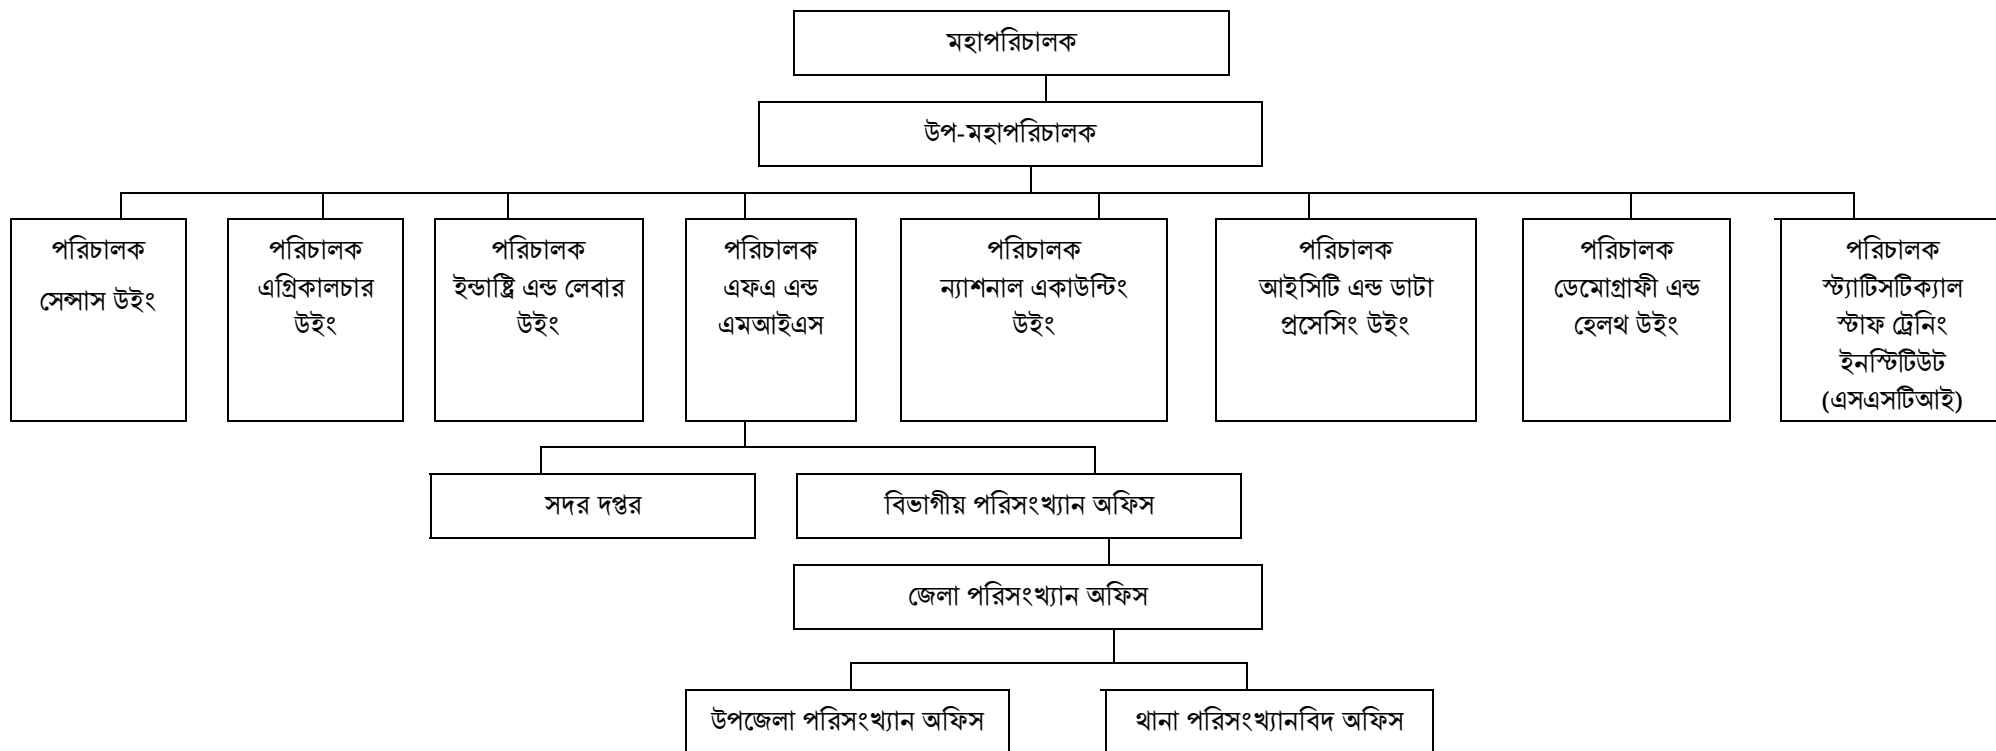 মহাপরিচালক
উপ-মহাপরিচালক
পরিচালক
সেন্সাস উইং
পরিচালক
এগ্রিকালচার
উইং
পরিচালক
ইন্ডাষ্ট্রি এন্ড লেবার
উইং
পরিচালক
এফএ এন্ড
এমআইএস
পরিচালক
ন্যাশনাল একাউন্টিং
উইং
পরিচালক
আইসিটি এন্ড ডাটা
প্রসেসিং উইং
পরিচালক
ডেমোগ্রাফী এন্ড
হেলথ উইং
পরিচালক
স্ট্যাটিসটিক্যাল
স্টাফ ট্রেনিং
ইনস্টিটিউট
(এসএসটিআই)
সদর দপ্তর
বিভাগীয় পরিসংখ্যান অফিস
জেলা পরিসংখ্যান অফিস
উপজেলা পরিসংখ্যান অফিস
থানা পরিসংখ্যানবিদ অফিস